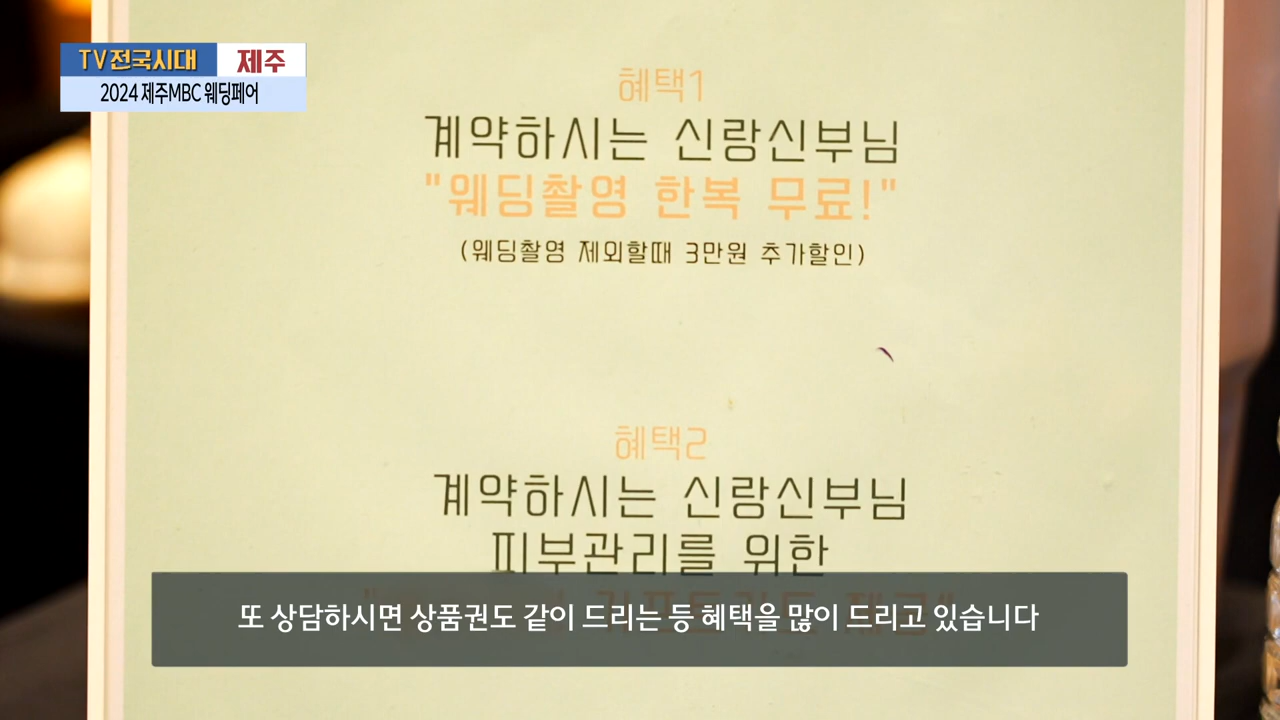 TV전국시대 제주
2024 제주MBC 웨딩페어
혜택1
계약하시는 신랑신부님
"웨딩촬영 한복 무료!"
(웨딩촬영 제외할때 3만원 추가할인)
혜택2
계약하시는 신랑신부님
피부관리를 위한
또 상담하시면 상품권도 같이 드리는 등 혜택을 많이 드리고 있습니다